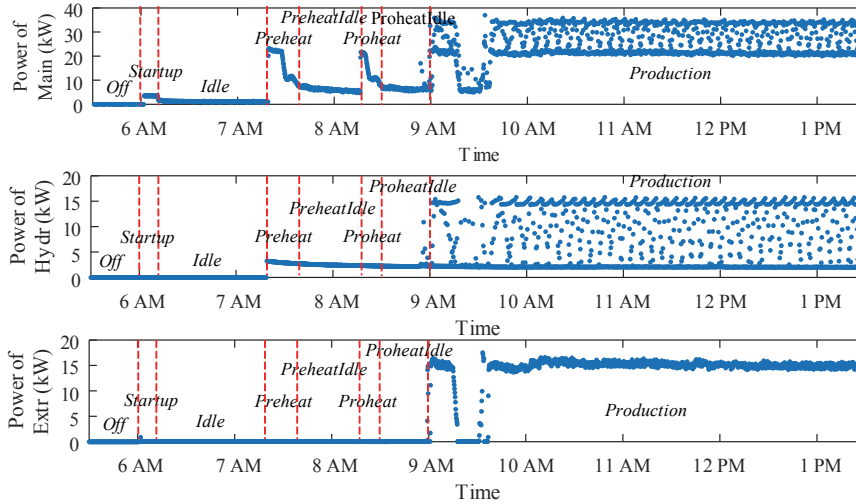 Power of
Main (kW)
40
30
20
10
0
PreheatIdle
ProheatIdle
Preheat
Proheat
Startup
Off
Idle
Production
6 AM
7 AM
8 AM
9 AM
10 AM
11 AM
12 PM
1 PM
Time
Power of
Hydr (kW)
20
15
10
5
0
ProheatIdle
Production
PreheatIdle
Startup
Preheat
Proheat
Off
Idle
6 AM
7 AM
8 AM
9 AM
10 AM
11 AM
12 PM
1 PM
Time
Power of
Extr (kW)
20
15
10
5
0
ProheatIdle
PreheatIdle
Startup
Preheat
Proheat
Off
Idle
Production
6 AM
7 AM
8 AM
9 AM
10 AM
11 AM
12 PM
1 PM
Time